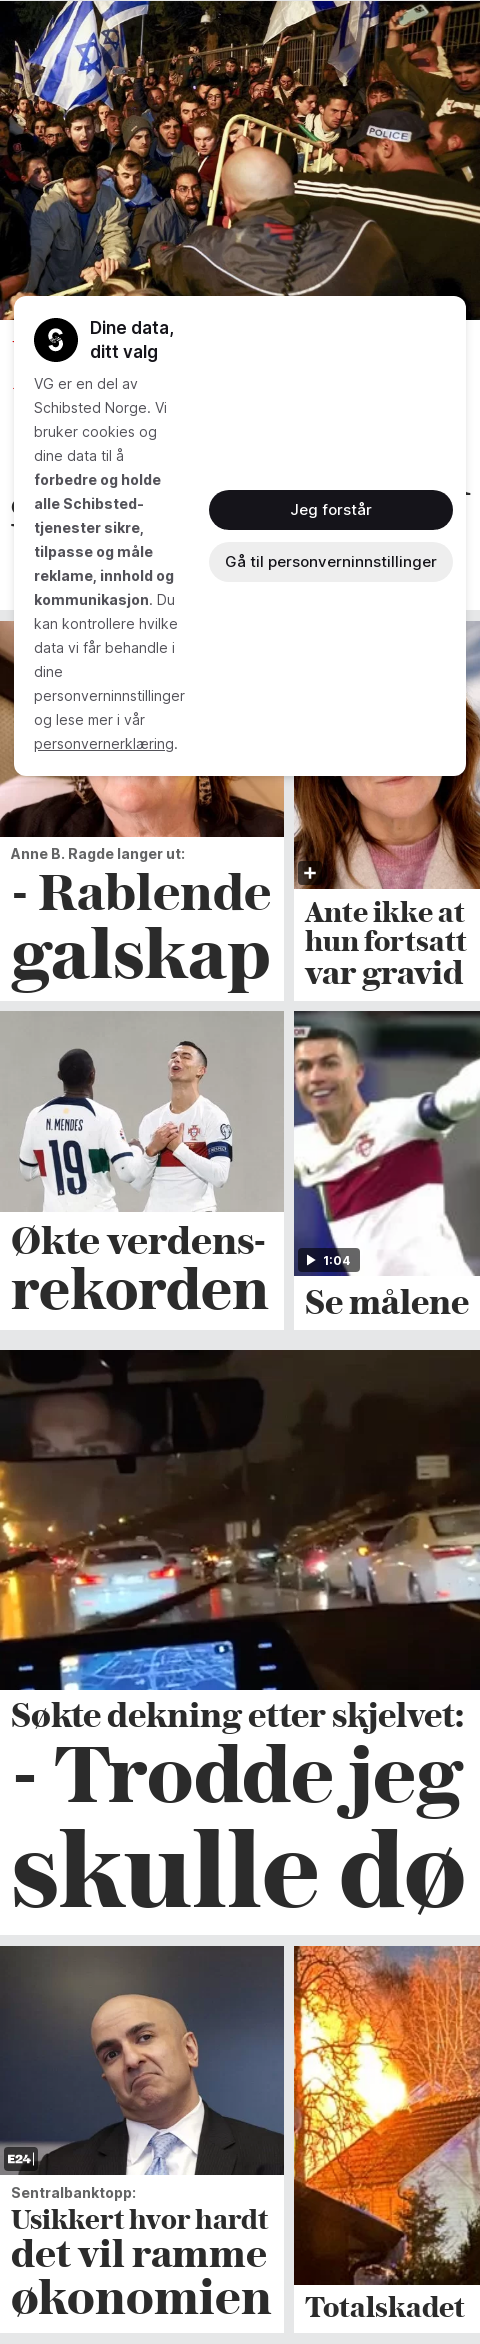 POLICE
Dine data,
ditt valg
VG er en del av
Schibsted Norge. Vi
bruker cookies og
dine data til å
forbedre og holde
alle Schibsted-
tjenester sikre,
tilpasse og måle
reklame, innhold og
kommunikasjon. Du
kan kontrollere hvilke
data vi får behandle i
dine
personverninnstillinger
og lese mer i vår
personvernerklæring.
Jeg forstår
Gå til personverninnstillinger
Anne B. Ragde langer ut:
- Rablende
galskap
Ante ikke at
hun fortsatt
var gravid
N. MENDES
19
Økte verdens-
rekorden
1:04
Se målene
Søkte dekning etter skjelvet:
- Trodde jeg
skulle dø
E24
Sentralbanktopp:
Usikkert hvor hardt
det vil ramme
økonomien
Totalskadet